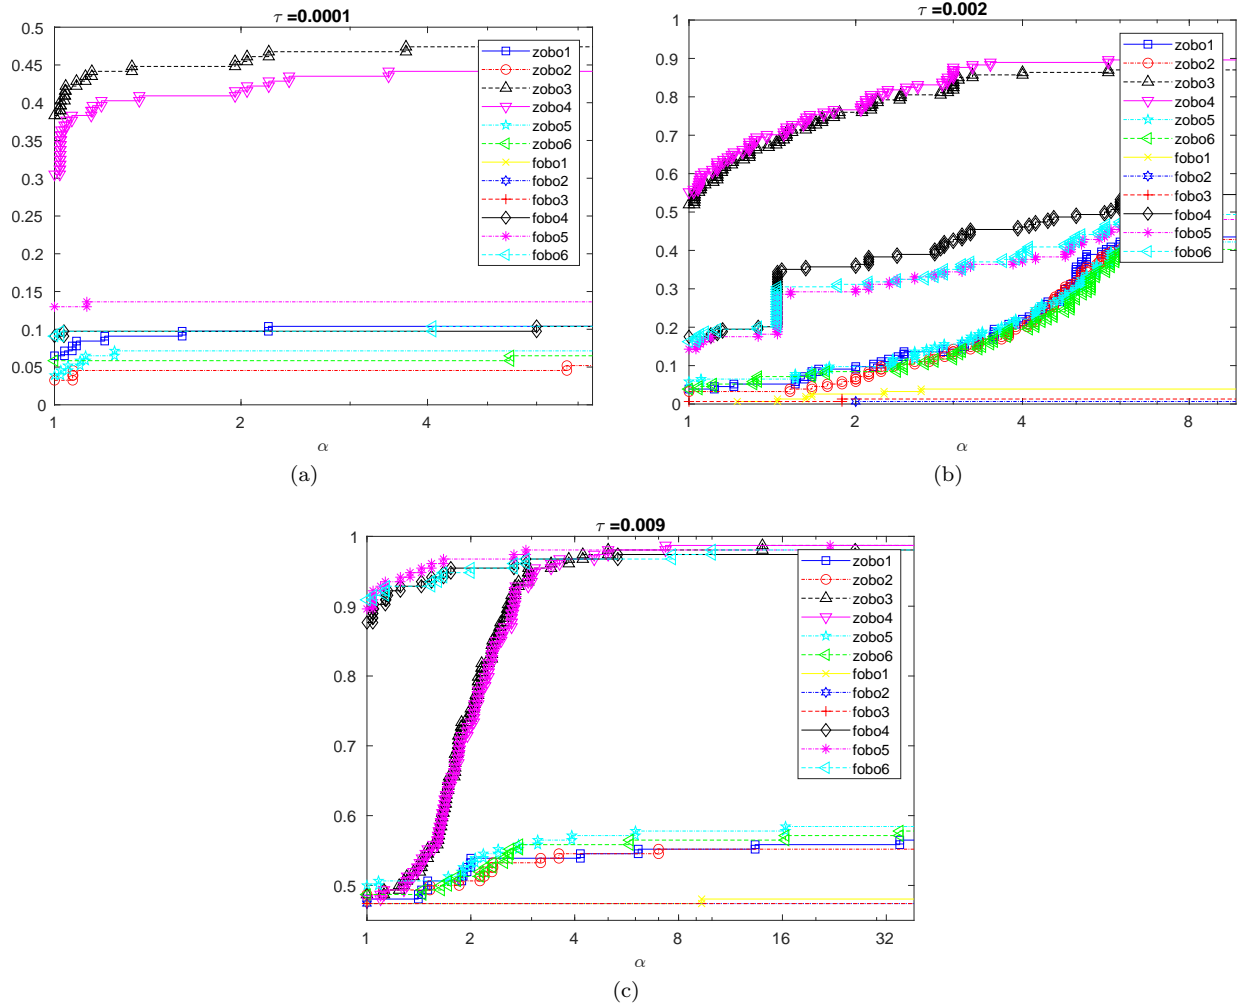 τ =0.0001
0.5
0.45
0.4
0.35
0.3
0.25
0.2
0.15
0.1
0.05
0
1
2
4
α
zobo1
zobo2
zobo3
zobo4
zobo5
zobo6
fobo1
fobo2
fobo3
fobo4
fobo5
fobo6
(a)
τ =0.002
1
0.9
0.8
0.7
0.6
0.5
0.4
0.3
0.2
0.1
0
1
2
4
8
α
zobo1
zobo2
zobo3
zobo4
zobo5
zobo6
fobo1
fobo2
fobo3
fobo4
fobo5
fobo6
(b)
τ =0.009
1
0.9
0.8
0.7
0.6
0.5
1
2
4
8
16
32
α
zobo1
zobo2
zobo3
zobo4
zobo5
zobo6
fobo1
fobo2
fobo3
fobo4
fobo5
fobo6
(c)